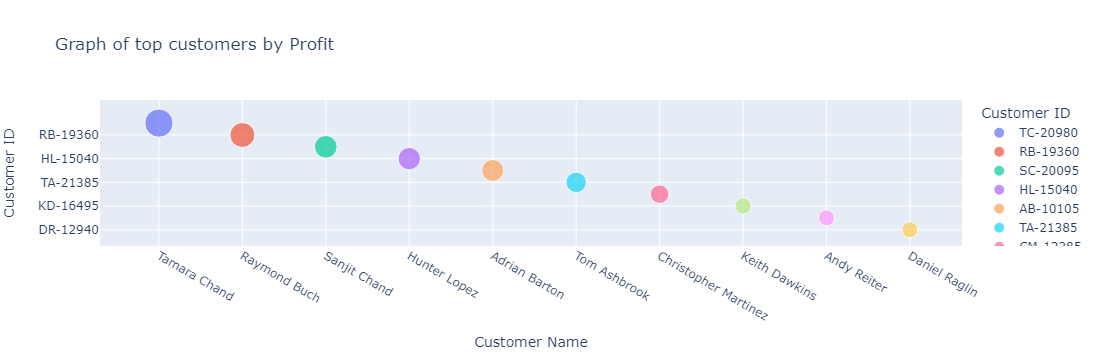 Graph of top customers by Profit
Customer ID
RB-19360
HL-15040
TA-21385
KD-16495
DR-12940
Tamara Chand
Raymond Buch
Sanjit Chand
Hunter Lopez
Adrian Barton
Tom Ashbrook
Christopher Martinez
Keith Dawkins
Andy Reiter
Daniel Raglin
Customer Name
Customer ID
TC-20980
RB-19360
SC-20095
HL-15040
AB-10105
TA-21385